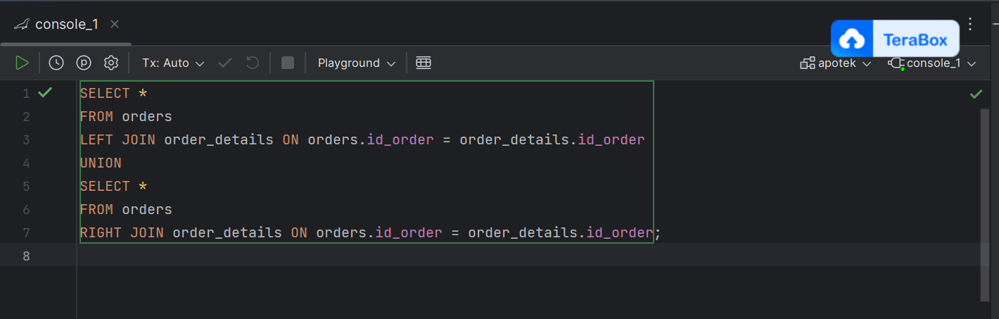 console_1
TeraBox
Tx: Auto
Playground
apotek
console_1
1 SELECT *
2 FROM orders
3 LEFT JOIN order_details ON orders.id_order = order_details.id_order
4 UNION
5 SELECT *
6 FROM orders
7 RIGHT JOIN order_details ON orders.id_order = order_details.id_order;
8